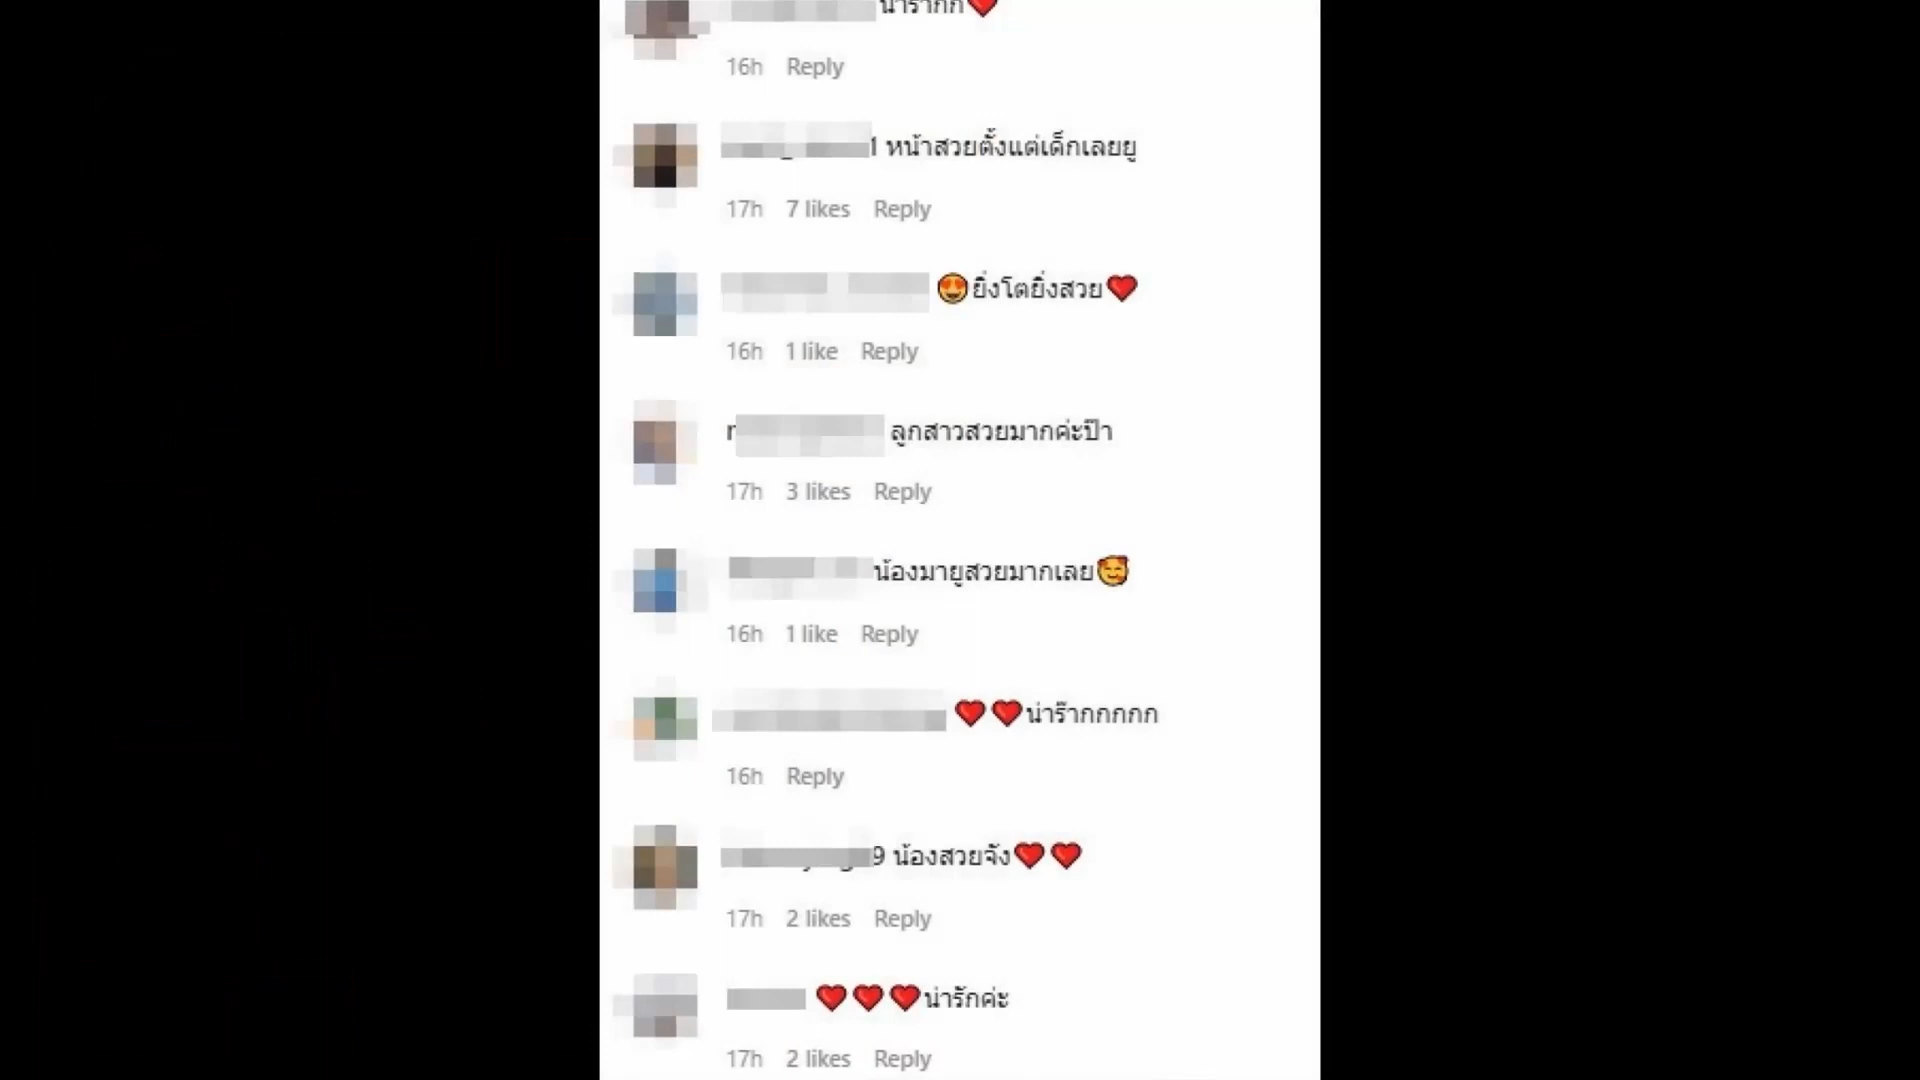 16h Reply
1 หน้าสวยตั้งแต่เด็กเลยยู
17h 7 likes Reply
😍ยิ่งโตยิ่งสวย❤️
16h 1 like Reply
ลูกสาวสวยมากค่ะป๊า
17h 3 likes Reply
น้องมายูสวยมากเลย🥰
16h 1 like Reply
❤️❤️น่าร๊ากกกกก
16h Reply
9 น้องสวยจัง❤️❤️
17h 2 likes Reply
❤️❤️❤️น่ารักค่ะ
17h 2 likes Reply